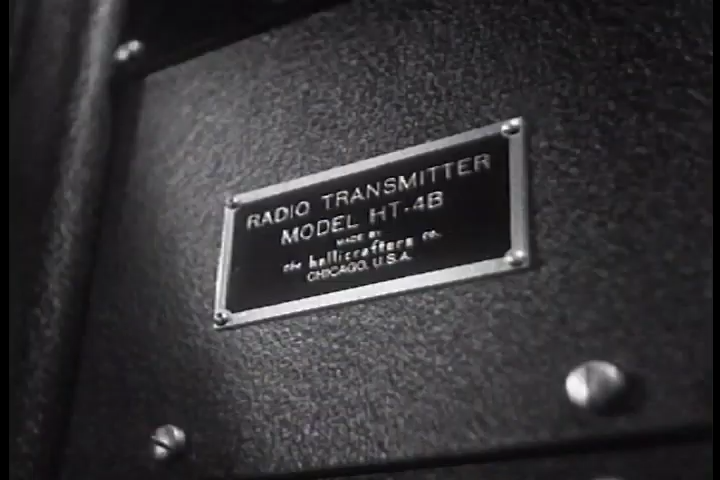 RADIO TRANSMITTER
MODEL HT-4B
MADE BY
the hallicrafters co.
CHICAGO, U.S.A.